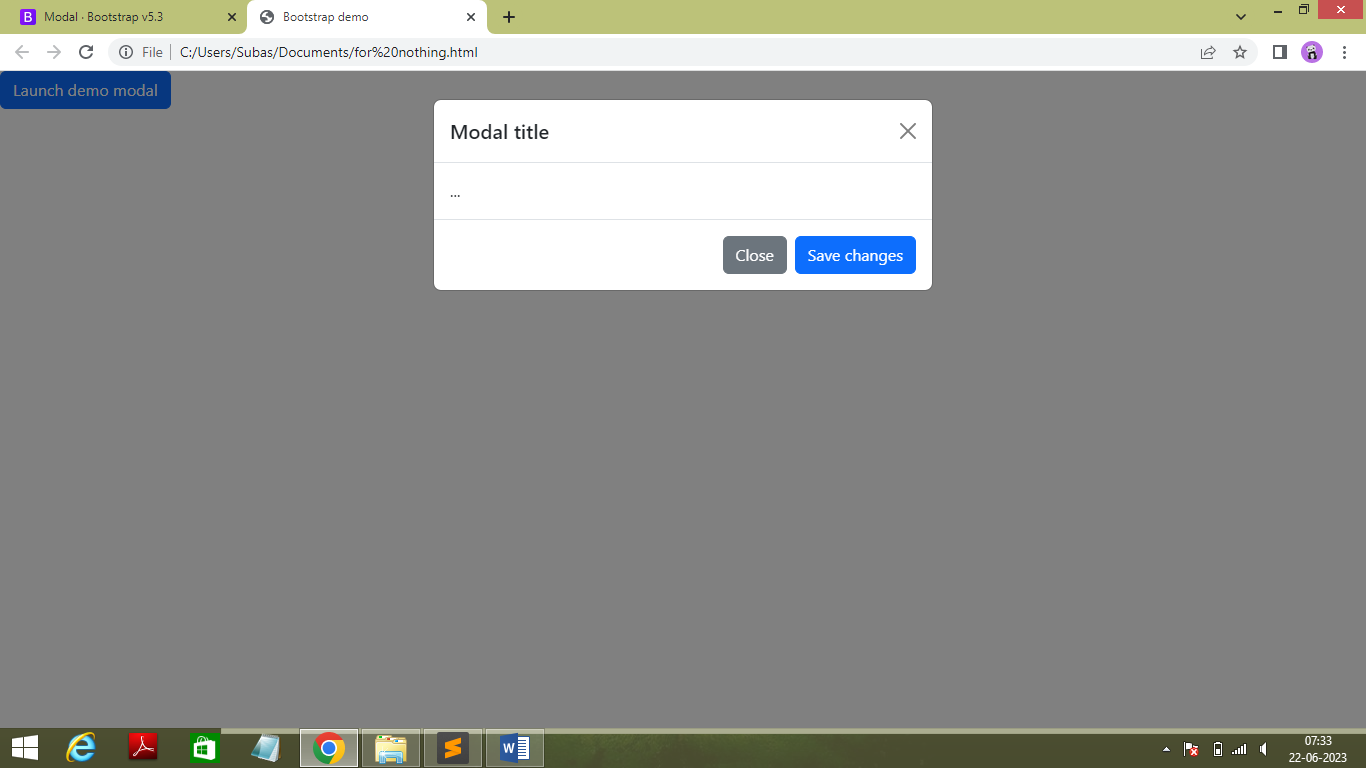 Modal · Bootstrap v5.3
Bootstrap demo
File
C:/Users/Subas/Documents/for%20nothing.html
Launch demo modal
Modal title
...
Close
Save changes
07:33
22-06-2023